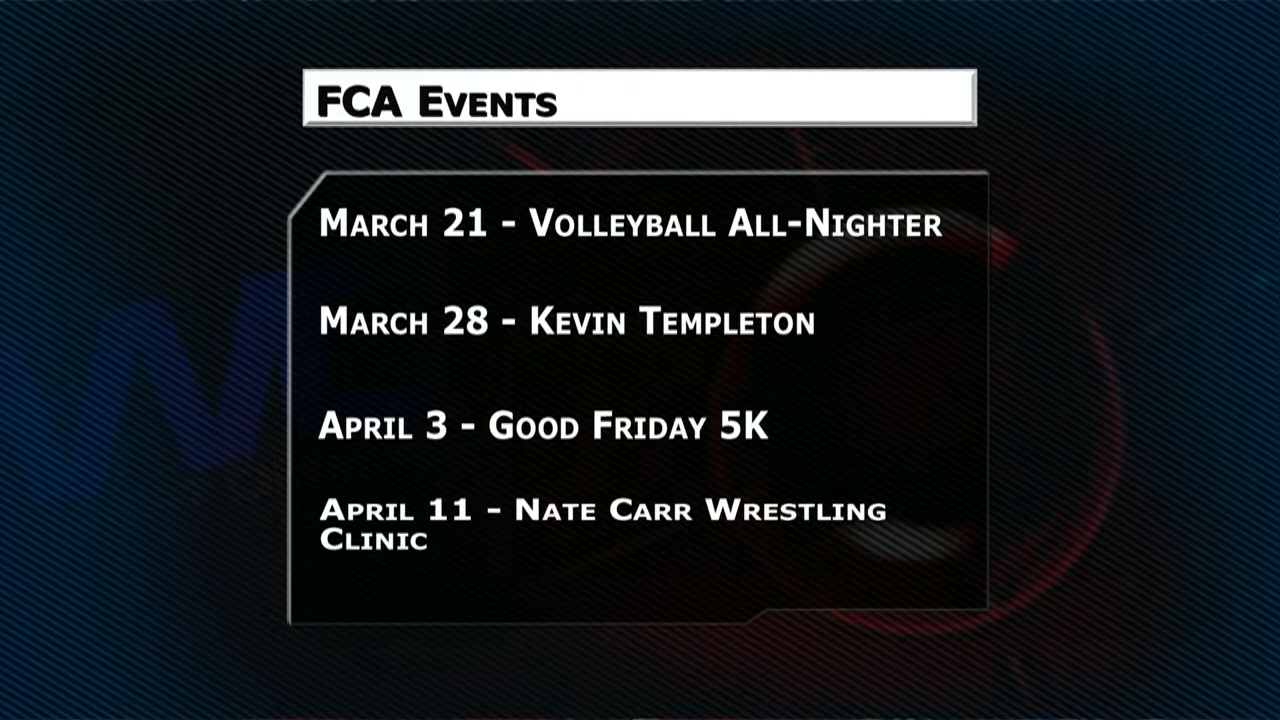 FCA Events
March 21 - Volleyball All-Nighter
March 28 - Kevin Templeton
April 3 - Good Friday 5K
April 11 - Nate Carr Wrestling
Clinic